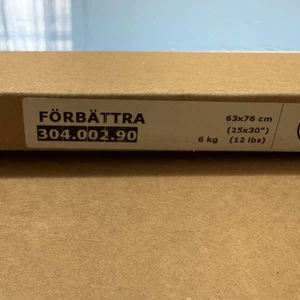 FÖRBÄTTRA
304.002.90
63x76 cm
(25x30")
6 kg (12 lbs)